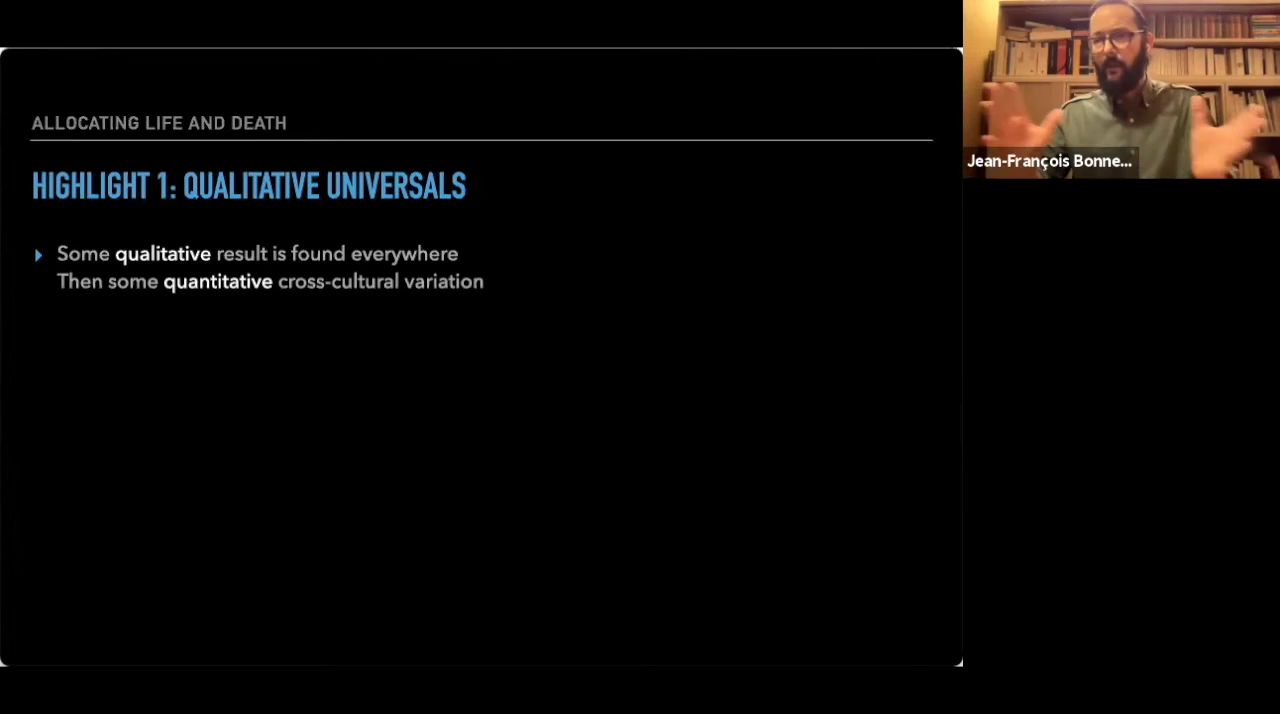 ALLOCATING LIFE AND DEATH
HIGHLIGHT 1: QUALITATIVE UNIVERSALS
Some qualitative result is found everywhere
Then some quantitative cross-cultural variation
Jean-François Bonne...